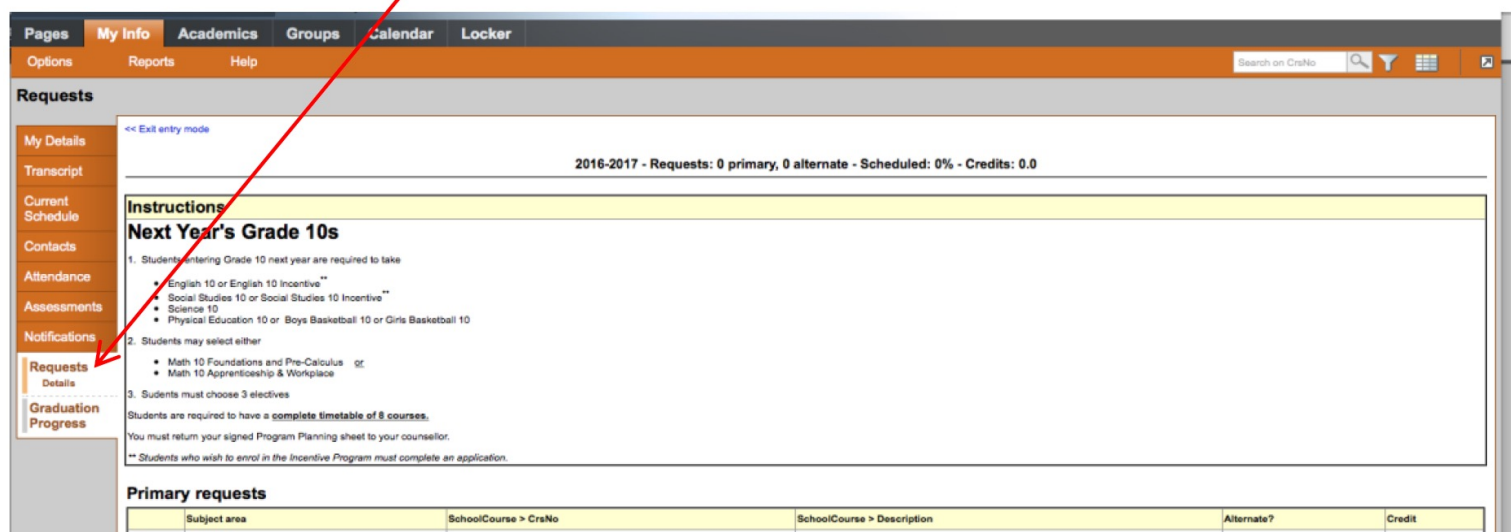 Pages My Info Academics Groups Calendar Locker
Options Reports Help Search on CrsNo
Requests
My Details
Transcript
Current
Schedule
Contacts
Attendance
Assessments
Notifications
Requests
Details
Graduation
Progress
<< Exit entry mode
2016-2017 - Requests: 0 primary, 0 alternate - Scheduled: 0% - Credits: 0.0
Instructions
Next Year's Grade 10s
1. Students entering Grade 10 next year are required to take
• English 10 or English 10 Incentive**
• Social Studies 10 or Social Studies 10 Incentive**
• Science 10
• Physical Education 10 or Boys Basketball 10 or Girls Basketball 10
2. Students may select either
• Math 10 Foundations and Pre-Calculus or
• Math 10 Apprenticeship & Workplace
3. Sudents must choose 3 electives
Students are required to have a complete timetable of 8 courses.
You must return your signed Program Planning sheet to your counsellor.
** Students who wish to enrol in the Incentive Program must complete an application.
Primary requests
Subject area SchoolCourse > CrsNo SchoolCourse > Description Alternate? Credit